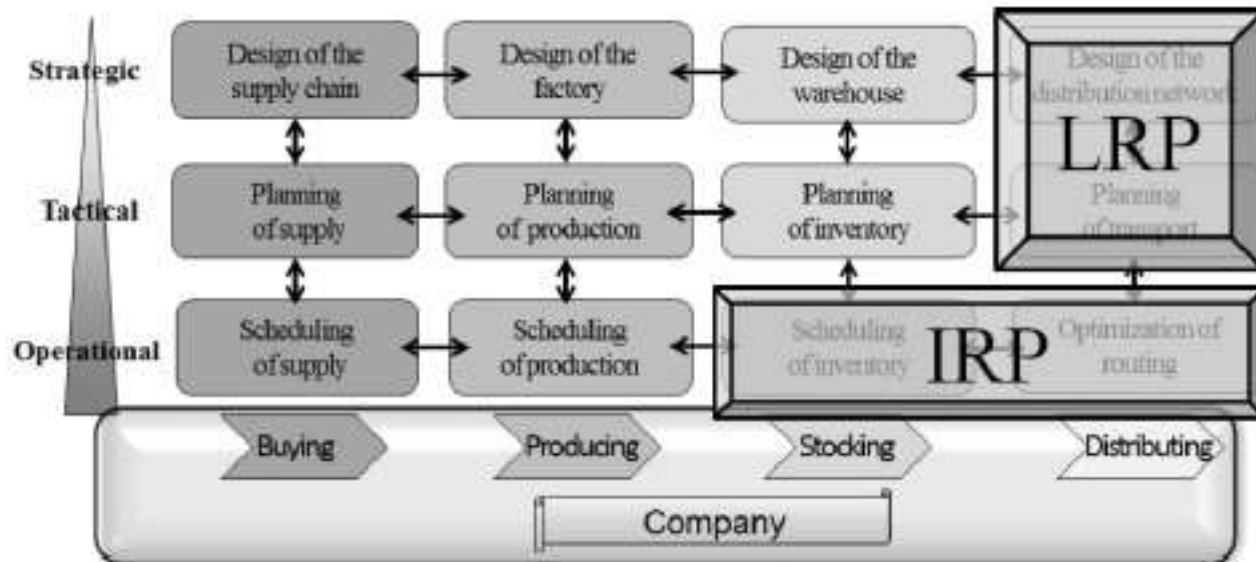 Strategic
Design of the
supply chain
Design of the
factory
Design of the
warehouse
Design of the
distribution network
LRP
Tactical
Planning
of supply
Planning
of production
Planning
of inventory
Planning
of transport
Operational
Scheduling
of supply
Scheduling
of production
Scheduling
of inventory
IRP
Optimization of
routing
Buying
Producing
Stocking
Distributing
Company